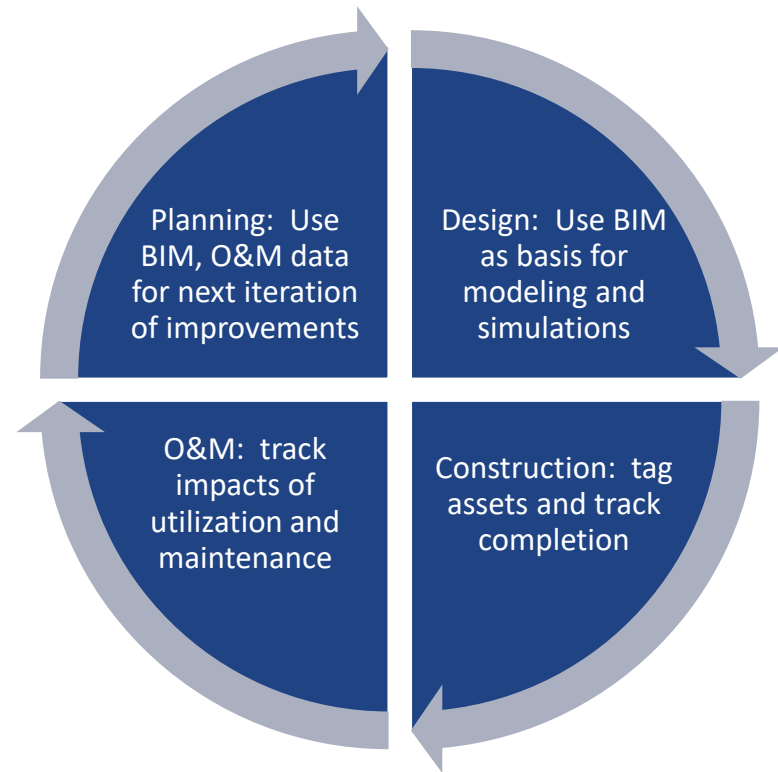 Planning:  Use
BIM, O&M data
for next iteration
of improvements
Design:  Use BIM
as basis for
modeling and
simulations
O&M:  track
impacts of
utilization and
maintenance
Construction:  tag
assets and track
completion